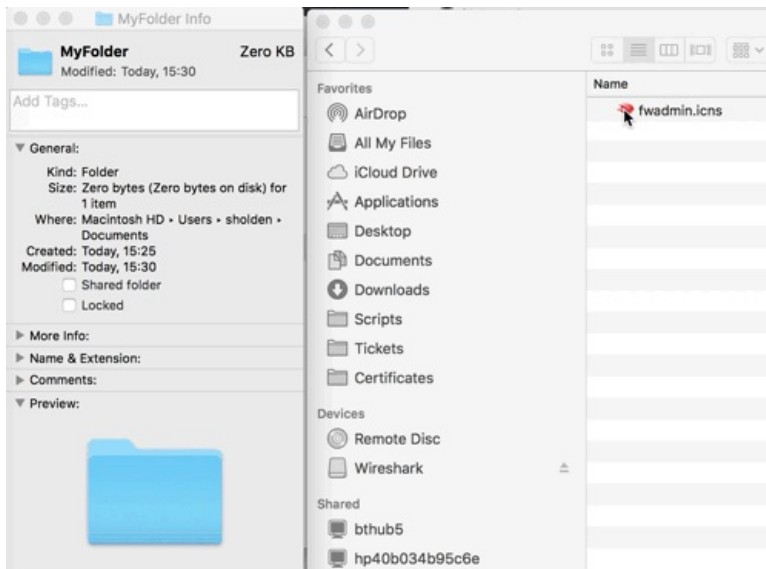 MyFolder Info
MyFolder Zero KB
Modified: Today, 15:30
Add Tags...
General:
Kind: Folder
Size: Zero bytes (Zero bytes on disk) for
1 item
Where: Macintosh HD ▸ Users ▸ sholden ▸
Documents
Created: Today, 15:25
Modified: Today, 15:30
Shared folder
Locked
More Info:
Name & Extension:
Comments:
Preview:
Favorites
AirDrop
All My Files
iCloud Drive
Applications
Desktop
Documents
Downloads
Scripts
Tickets
Certificates
Devices
Remote Disc
Wireshark
Shared
bthub5
hp40b034b95c6e
Name
fwadmin.icns